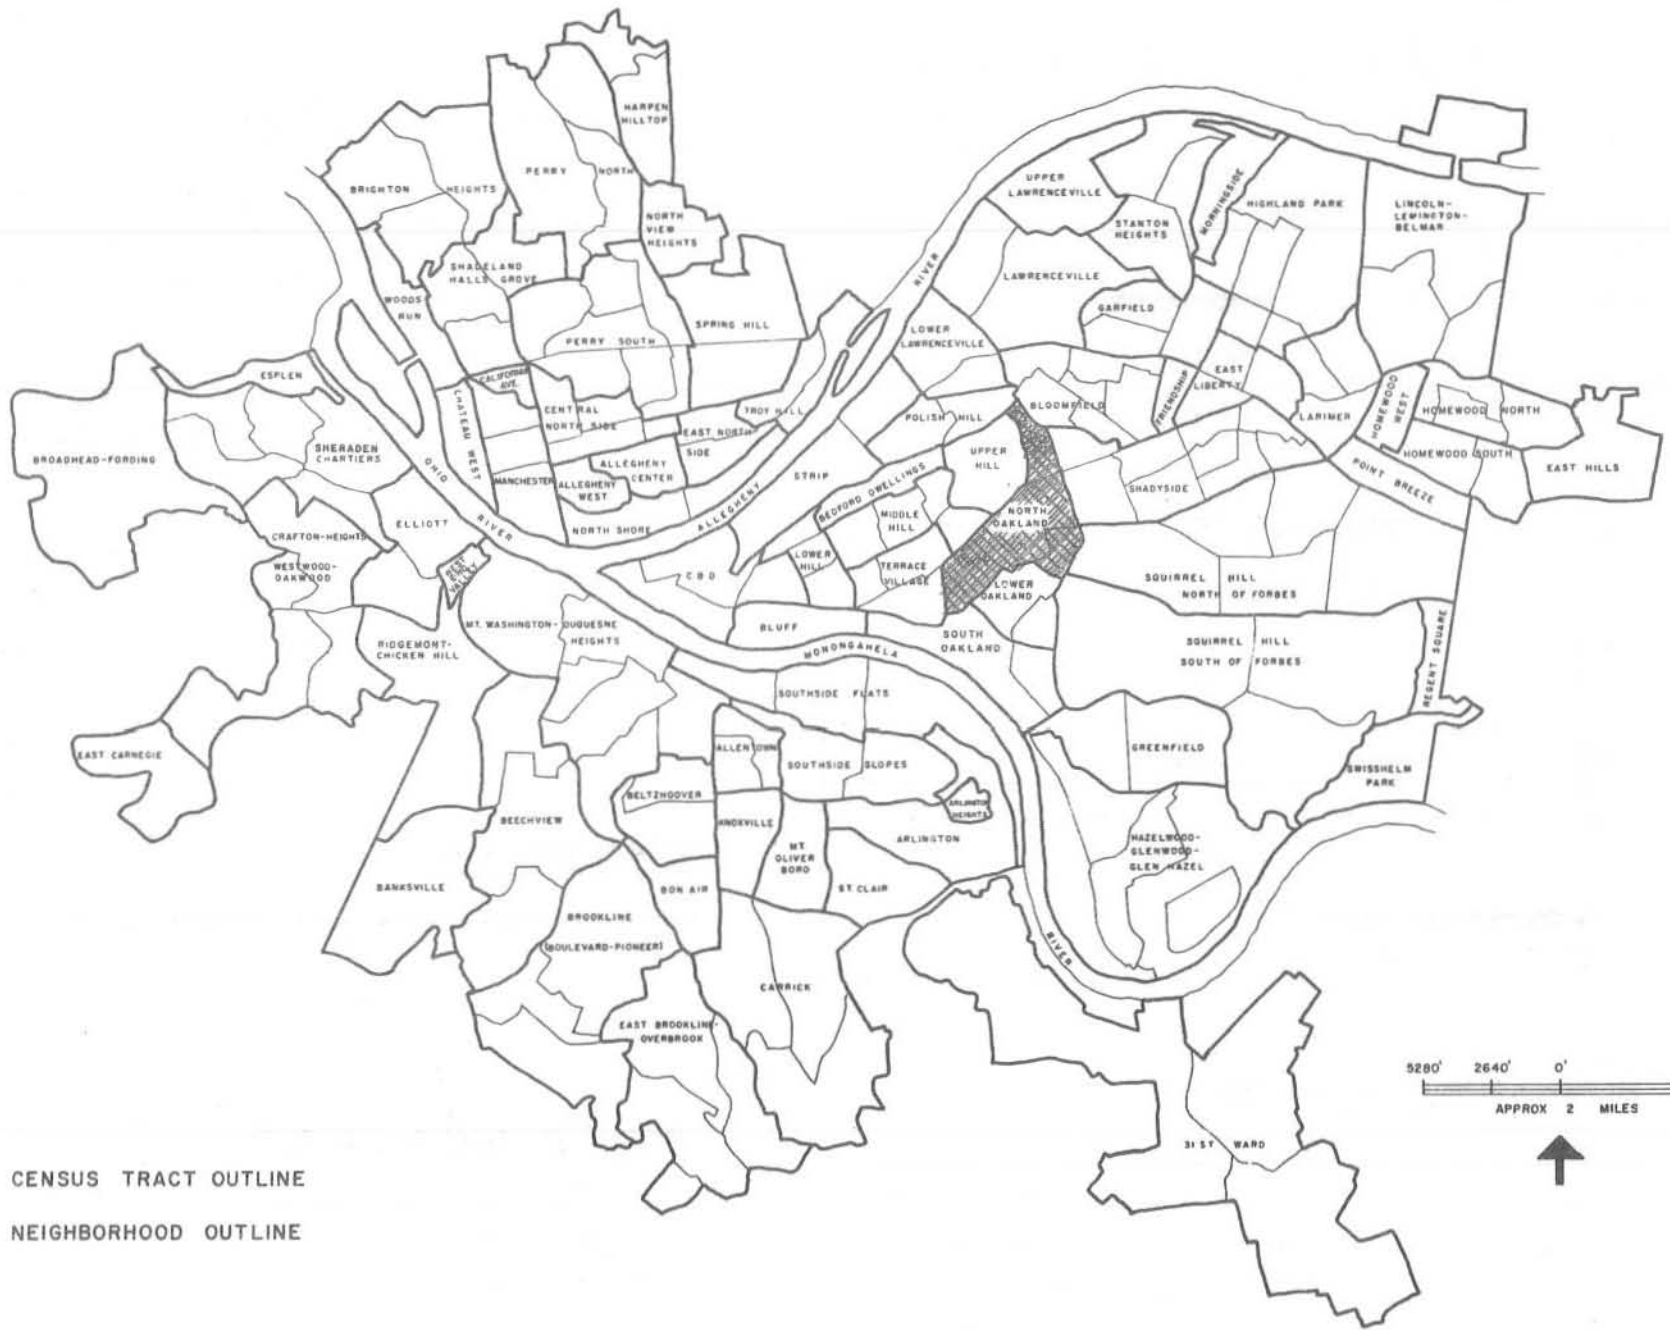 HARPEN
HILLTOP
BRIGHTON HEIGHTS
PERRY NORTH
NORTH
VIEW
HEIGHTS
UPPER
LAWRENCEVILLE
STANTON
HEIGHTS
MORNINGSIDE
HIGHLAND PARK
LINCOLN-
LEMINGTON-
BELMAR
SHADELAND
HALLS GROVE
WOODS
RUN
RIVER
LAWRENCEVILLE
GARFIELD
SPRING HILL
PERRY SOUTH
LOWER
LAWRENCEVILLE
ESPLEN
CALIFORNIA
AVE.
CHATEAU WEST
CENTRAL
NORTH SIDE
TROY HILL
EAST NORTH
SIDE
POLISH HILL
BLOOMFIELD
FRIENDSHIP
EAST
LIBERTY
LARIMER
HOMEWOOD
WEST
HOMEWOOD NORTH
HOMEWOOD SOUTH
EAST HILLS
POINT BREEZE
BROADHEAD-FORDING
SHERADEN
CHARTIERS
OHIO
RIVER
MANCHESTER
ALLEGHENY
WEST
ALLEGHENY
CENTER
NORTH SHORE
ALLEGHENY
STRIP
BEDFORD DWELLINGS
UPPER
HILL
MIDDLE
HILL
NORTH
OAKLAND
SHADYSIDE
ELLIOTT
CRAFTON-HEIGHTS
WESTWOOD-
OAKWOOD
WEST
END
VALLEY
CBD
LOWER
HILL
TERRACE
VILLAGE
LOWER
OAKLAND
SQUIRREL HILL
NORTH OF FORBES
MT. WASHINGTON-DUQUESNE
HEIGHTS
RIDGEMONT-
CHICKEN HILL
BLUFF
MONONGAHELA
SOUTH
OAKLAND
SQUIRREL HILL
SOUTH OF FORBES
REGENT SQUARE
SOUTHSIDE FLATS
EAST CARNEGIE
ALLENTOWN
SOUTHSIDE SLOPES
GREENFIELD
SWISSHELM
PARK
BELTZHOOVER
BEECHVIEW
KNOXVILLE
MT.
OLIVER
BORO
ARLINGTON
HEIGHTS
ARLINGTON
HAZELWOOD-
GLENWOOD-
GLEN HAZEL
BANKSVILLE
BON AIR
ST. CLAIR
BROOKLINE
(BOULEVARD-PIONEER)
RIVER
CARRICK
EAST BROOKLINE-
OVERBROOK
31ST WARD
5280' 2640' 0'
APPROX 2 MILES
CENSUS TRACT OUTLINE
NEIGHBORHOOD OUTLINE